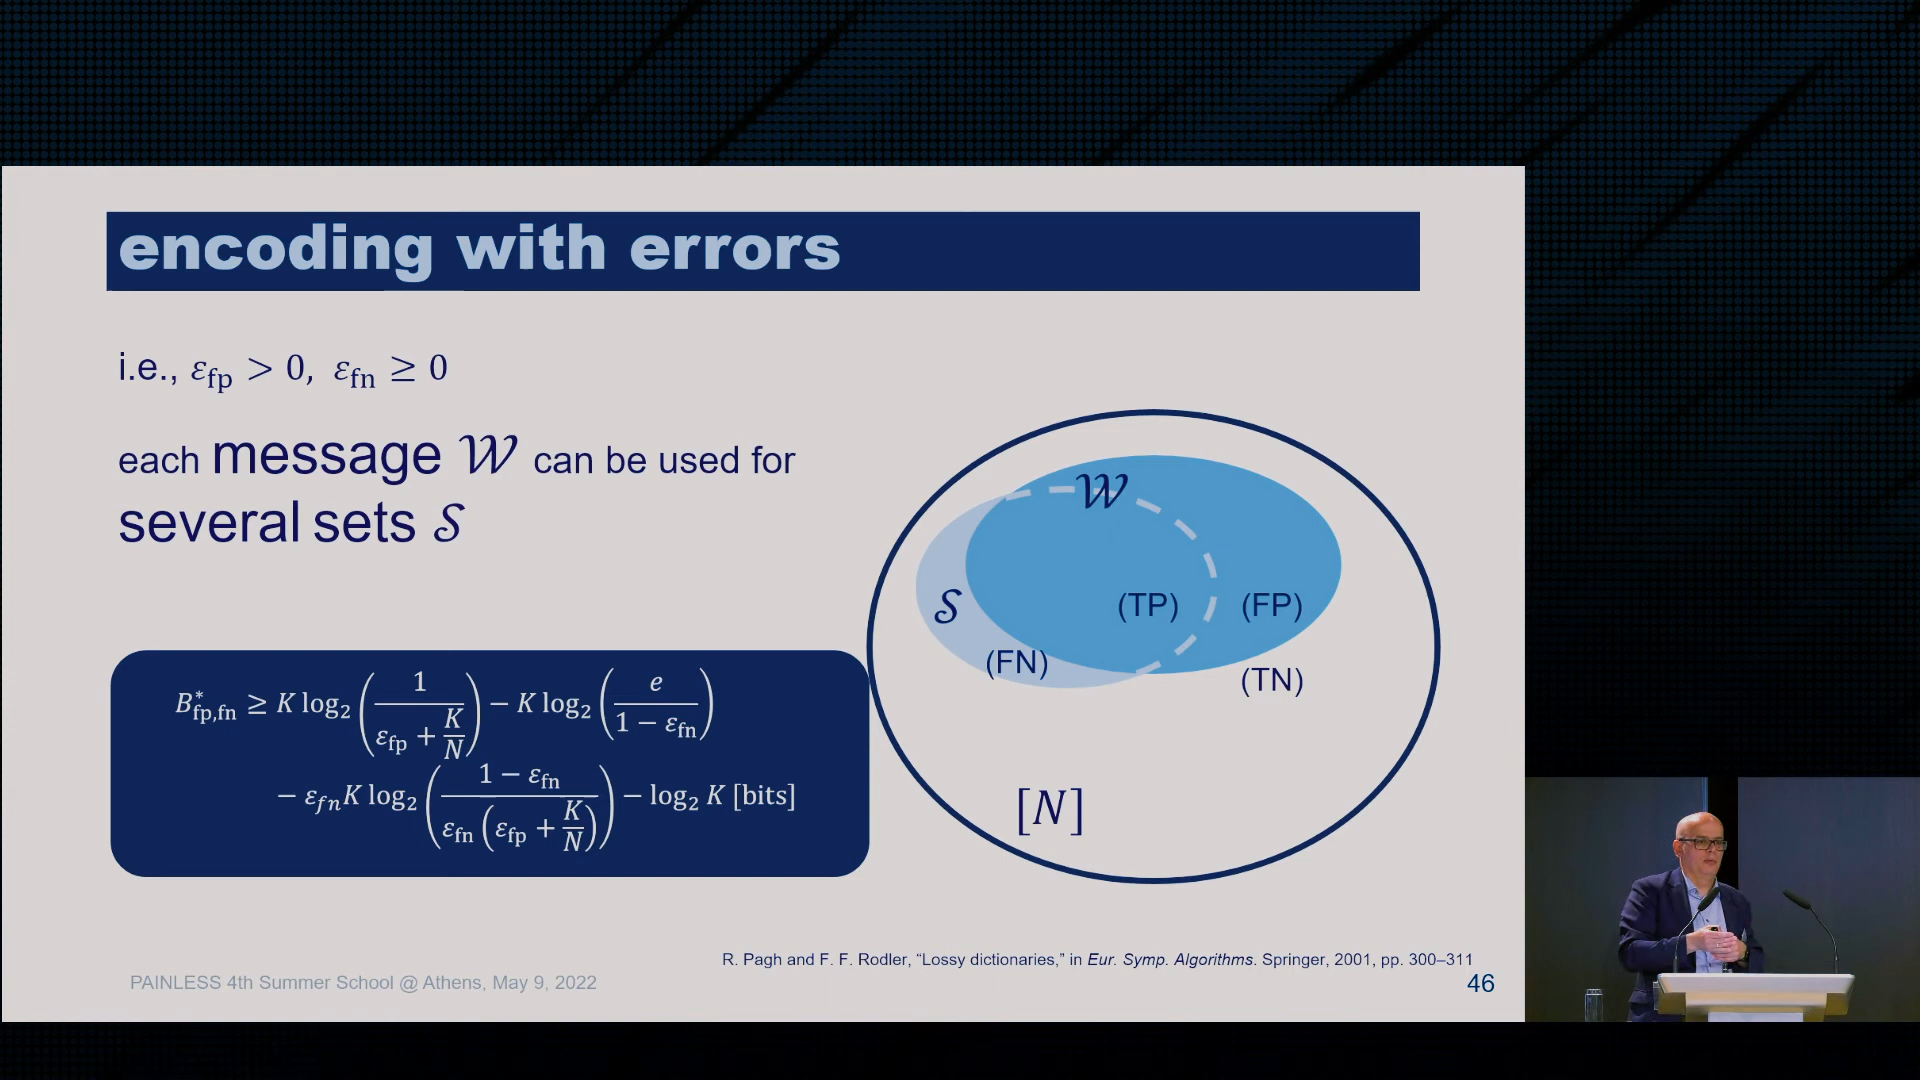 encoding with errors
i.e., ε_fp > 0, ε_fn ≥ 0
each message 𝒲 can be used for
several sets 𝒮
B*_fp,fn ≥ K log₂(1/(ε_fp + K/N)) − K log₂(e/(1 − ε_fn))
− ε_fn K log₂((1 − ε_fn)/(ε_fn(ε_fp + K/N))) − log₂ K [bits]
𝒲
𝒮
(TP)
(FP)
(FN)
(TN)
[N]
R. Pagh and F. F. Rodler, “Lossy dictionaries,” in Eur. Symp. Algorithms. Springer, 2001, pp. 300–311
PAINLESS 4th Summer School @ Athens, May 9, 2022
46